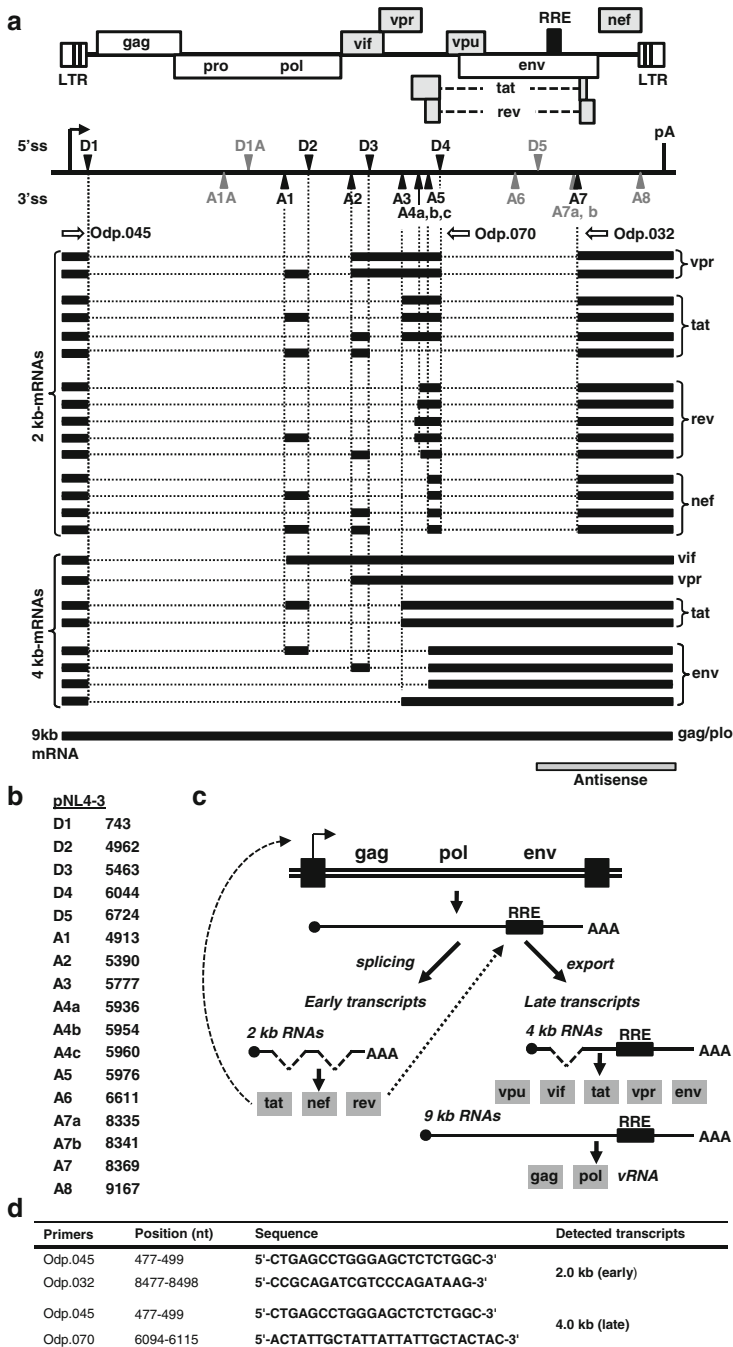 a
vpr
RRE
nef
gag
vif
vpu
LTR
pro pol
env
LTR
tat
rev
5'ss D1 D1A D2 D3 D4 D5 pA
3'ss A1A A1 A2 A3 A5 A6 A7 A8
A4a,b,c A7a, b
Odp.045 Odp.070 Odp.032
2 kb-mRNAs
vpr
tat
rev
nef
4 kb-mRNAs
vif
vpr
tat
env
9kb
mRNA
gag/plo
Antisense
b
pNL4-3
D1 743
D2 4962
D3 5463
D4 6044
D5 6724
A1 4913
A2 5390
A3 5777
A4a 5936
A4b 5954
A4c 5960
A5 5976
A6 6611
A7a 8335
A7b 8341
A7 8369
A8 9167
c
gag pol env
RRE
AAA
splicing
export
Early transcripts
Late transcripts
2 kb RNAs
AAA
tat nef rev
4 kb RNAs
RRE
AAA
vpu vif tat vpr env
9 kb RNAs
RRE
AAA
gag pol vRNA
d
Primers Position (nt) Sequence Detected transcripts
Odp.045 477-499 5'-CTGAGCCTGGGAGCTCTCTGGC-3'
2.0 kb (early)
Odp.032 8477-8498 5'-CCGCAGATCGTCCCAGATAAG-3'
Odp.045 477-499 5'-CTGAGCCTGGGAGCTCTCTGGC-3'
4.0 kb (late)
Odp.070 6094-6115 5'-ACTATTGCTATTATTATTGCTACTAC-3'